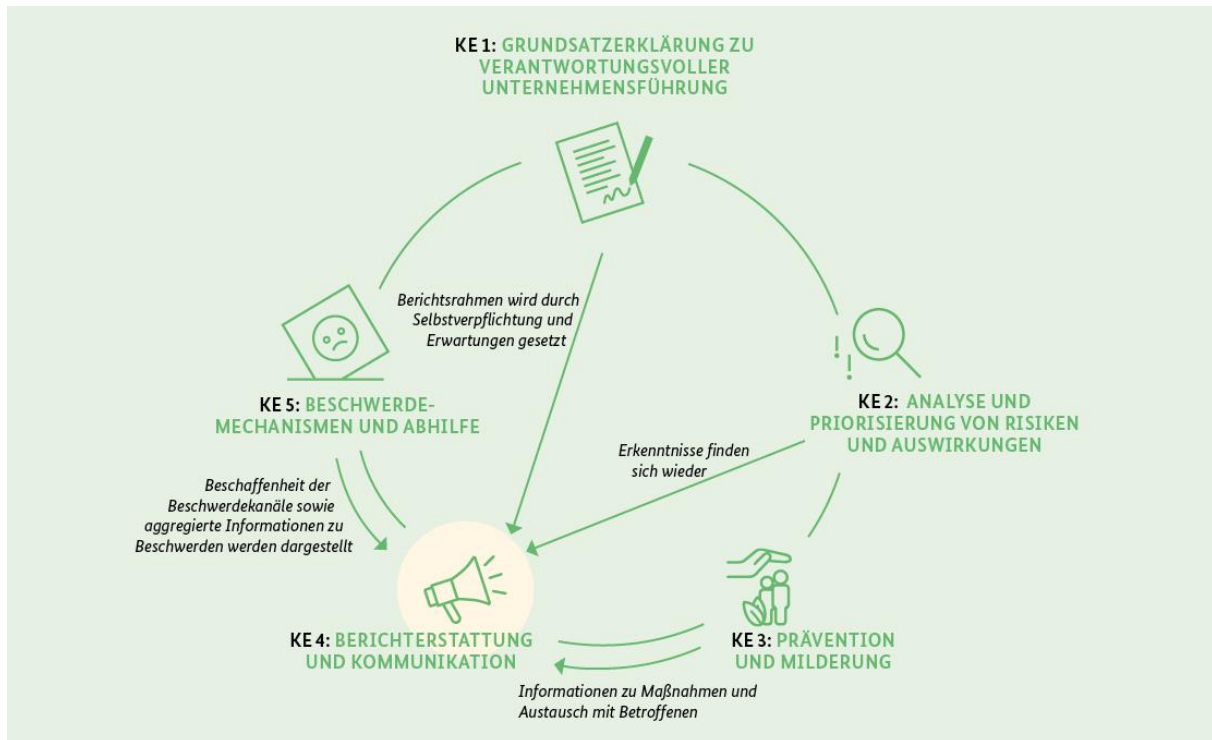 KE 1: GRUNDSATZERKLÄRUNG ZU
VERANTWORTUNGSVOLLER
UNTERNEHMENSFÜHRUNG
Berichtsrahmen wird durch
Selbstverpflichtung und
Erwartungen gesetzt
KE 5: BESCHWERDE-
MECHANISMEN UND ABHILFE
KE 2: ANALYSE UND
PRIORISIERUNG VON RISIKEN
UND AUSWIRKUNGEN
Erkenntnisse finden
sich wieder
Beschaffenheit der
Beschwerdekanäle sowie
aggregierte Informationen zu
Beschwerden werden dargestellt
KE 4: BERICHTERSTATTUNG
UND KOMMUNIKATION
KE 3: PRÄVENTION
UND MILDERUNG
Informationen zu Maßnahmen und
Austausch mit Betroffenen